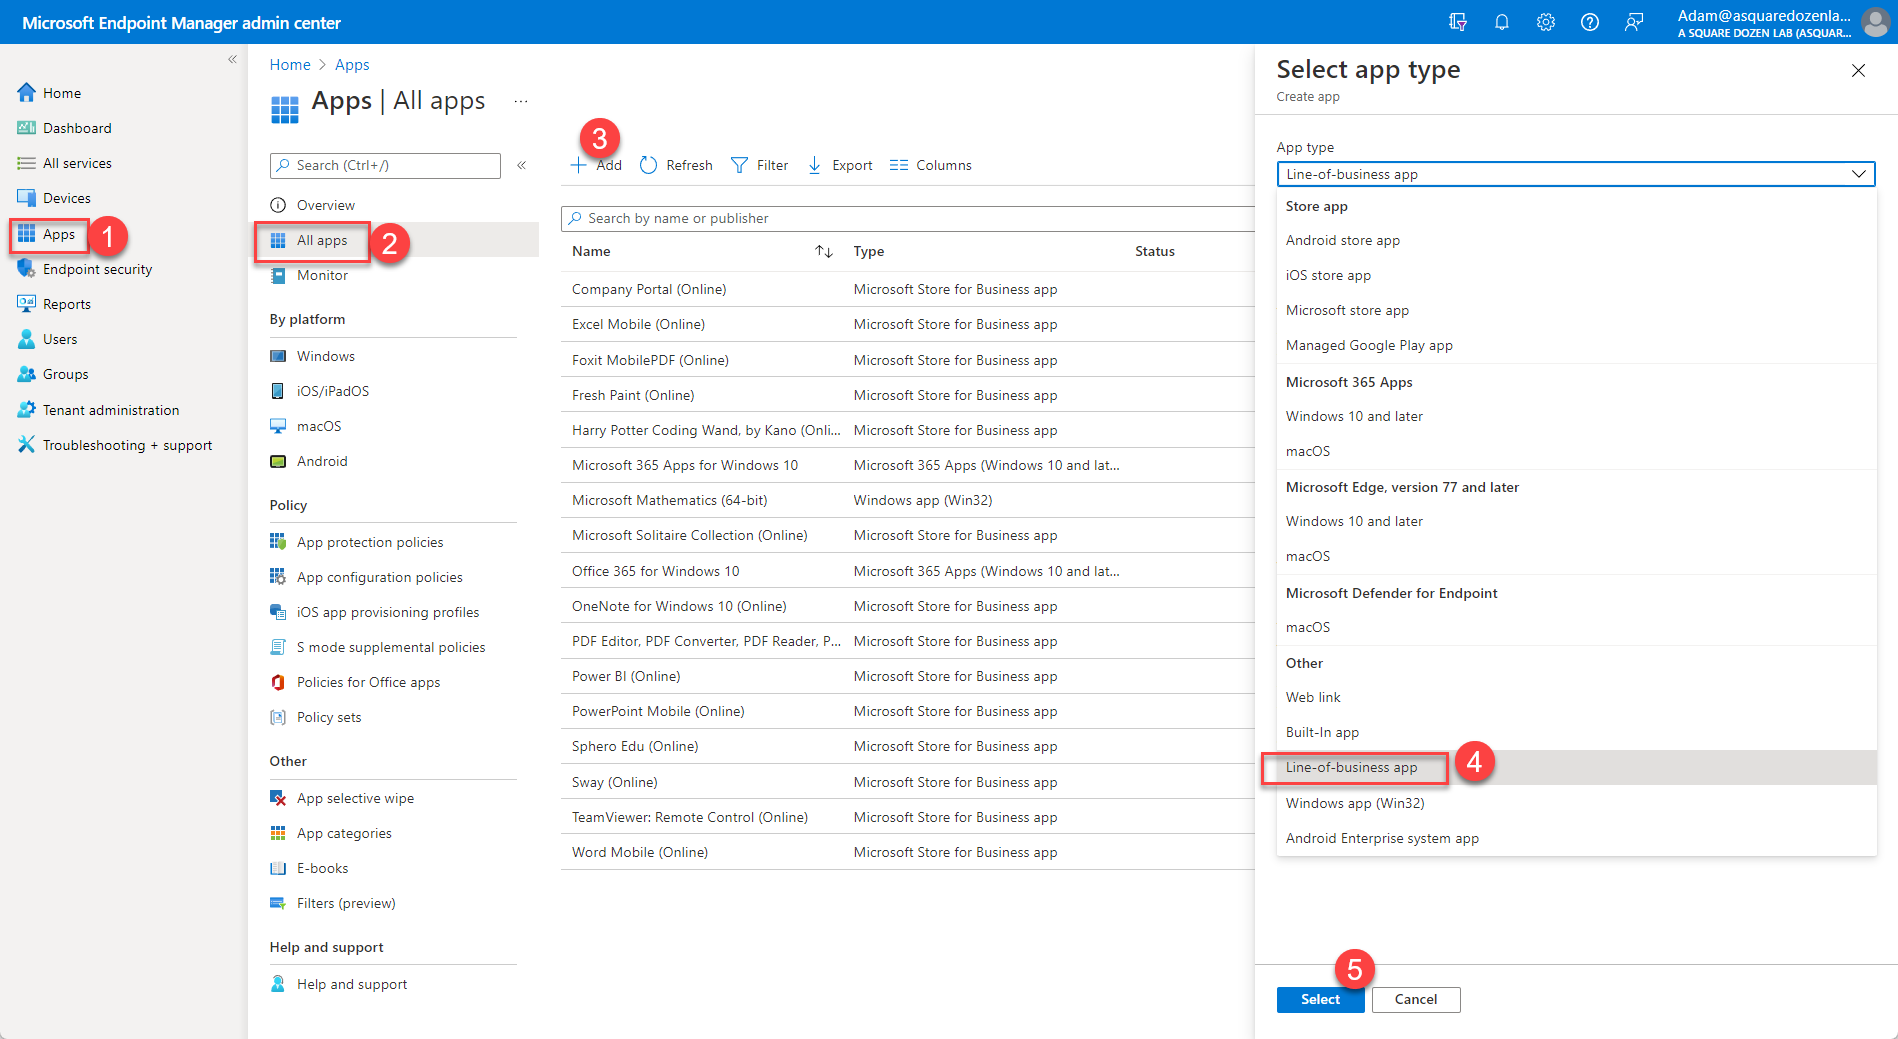 Microsoft Endpoint Manager admin center
Adam@asquaredozenla...
A SQUARE DOZEN LAB (ASQUAR...
Home
Dashboard
All services
Devices
Apps
1
Endpoint security
Reports
Users
Groups
Tenant administration
Troubleshooting + support
Home > Apps
Apps | All apps ...
Search (Ctrl+/)
Overview
All apps
2
Monitor
By platform
Windows
iOS/iPadOS
macOS
Android
Policy
App protection policies
App configuration policies
iOS app provisioning profiles
S mode supplemental policies
Policies for Office apps
Policy sets
Other
App selective wipe
App categories
E-books
Filters (preview)
Help and support
Help and support
3
Add Refresh Filter Export Columns
Search by name or publisher
Name Type Status
Company Portal (Online) Microsoft Store for Business app
Excel Mobile (Online) Microsoft Store for Business app
Foxit MobilePDF (Online) Microsoft Store for Business app
Fresh Paint (Online) Microsoft Store for Business app
Harry Potter Coding Wand, by Kano (Onli... Microsoft Store for Business app
Microsoft 365 Apps for Windows 10 Microsoft 365 Apps (Windows 10 and lat...
Microsoft Mathematics (64-bit) Windows app (Win32)
Microsoft Solitaire Collection (Online) Microsoft Store for Business app
Office 365 for Windows 10 Microsoft 365 Apps (Windows 10 and lat...
OneNote for Windows 10 (Online) Microsoft Store for Business app
PDF Editor, PDF Converter, PDF Reader, P... Microsoft Store for Business app
Power BI (Online) Microsoft Store for Business app
PowerPoint Mobile (Online) Microsoft Store for Business app
Sphero Edu (Online) Microsoft Store for Business app
Sway (Online) Microsoft Store for Business app
TeamViewer: Remote Control (Online) Microsoft Store for Business app
Word Mobile (Online) Microsoft Store for Business app
Select app type
Create app
App type
Line-of-business app
Store app
Android store app
iOS store app
Microsoft store app
Managed Google Play app
Microsoft 365 Apps
Windows 10 and later
macOS
Microsoft Edge, version 77 and later
Windows 10 and later
macOS
Microsoft Defender for Endpoint
macOS
Other
Web link
Built-In app
Line-of-business app
4
Windows app (Win32)
Android Enterprise system app
5
Select Cancel